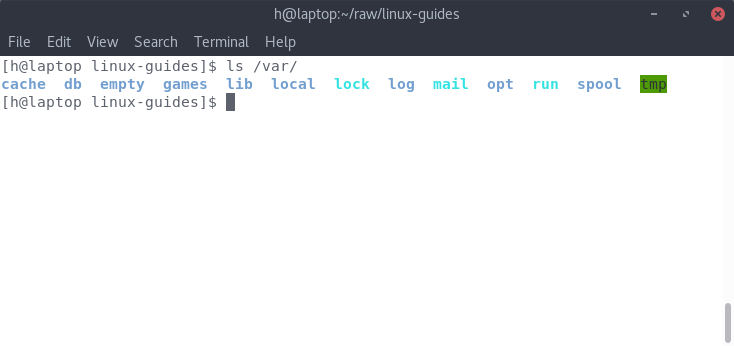 h@laptop:~/raw/linux-guides
File Edit View Search Terminal Help
[h@laptop linux-guides]$ ls /var/
cache db empty games lib local lock log mail opt run spool tmp
[h@laptop linux-guides]$